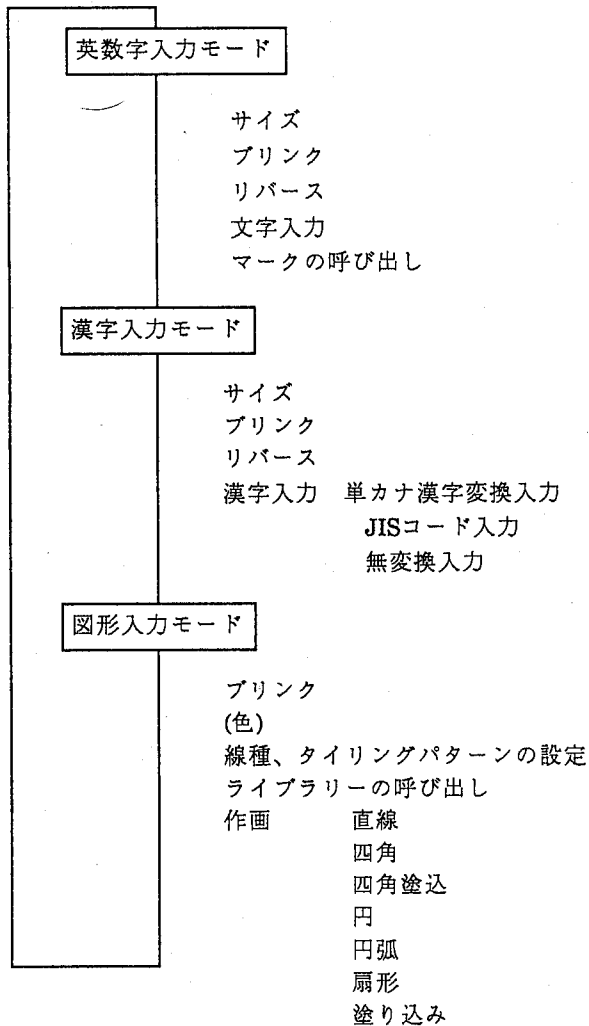 英数字入力モード
サイズ
ブリンク
リバース
文字入力
マークの呼び出し
漢字入力モード
サイズ
ブリンク
リバース
漢字入力 単カナ漢字変換入力
JISコード入力
無変換入力
図形入力モード
ブリンク
(色)
線種、タイリングパターンの設定
ライブラリーの呼び出し
作画 直線
四角
四角塗込
円
円弧
扇形
塗り込み